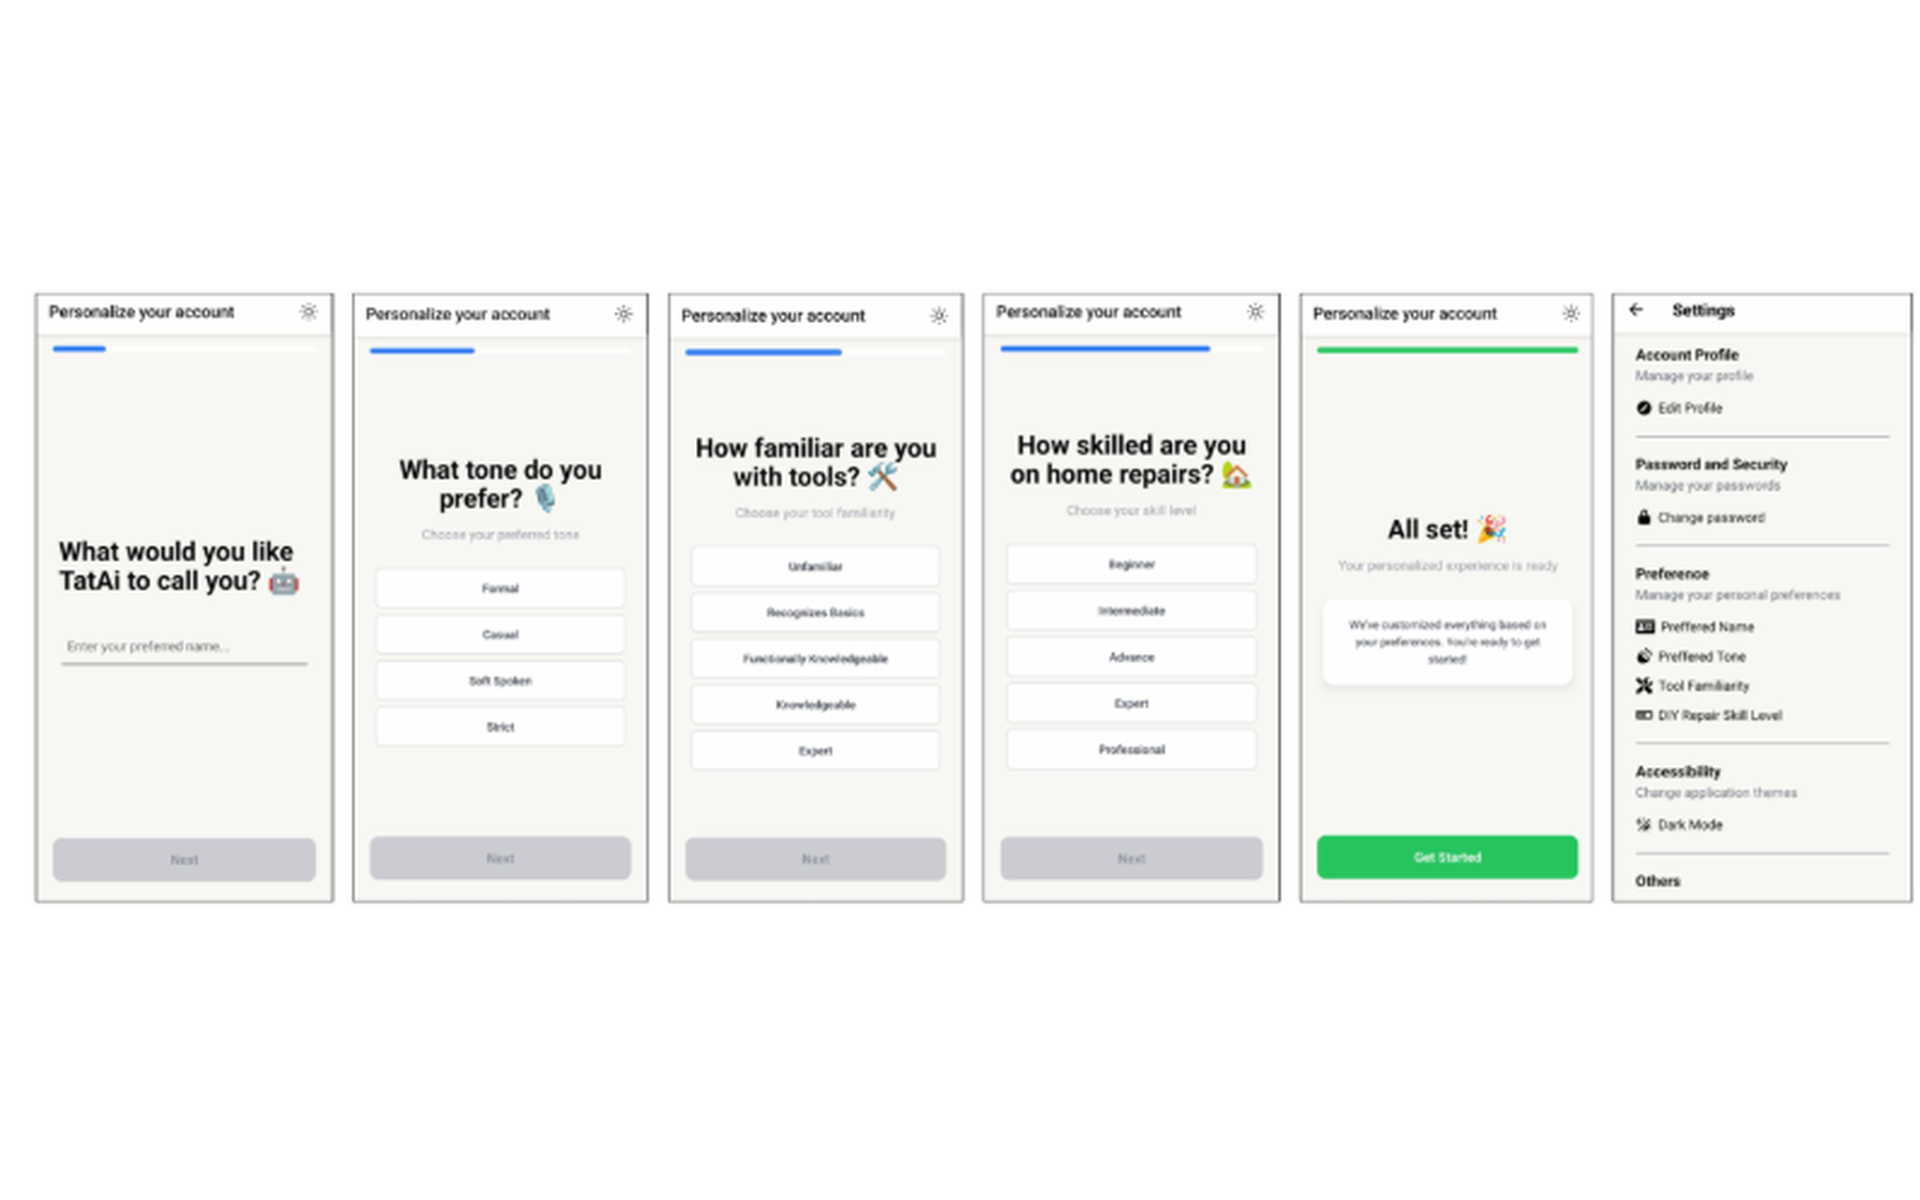 Personalize your account
What would you like
TatAi to call you? 🤖
Enter your preferred name...
Next
Personalize your account
What tone do you
prefer? 🎙️
Choose your preferred tone
Formal
Casual
Soft Spoken
Strict
Next
Personalize your account
How familiar are you
with tools? 🛠️
Choose your tool familiarity
Unfamiliar
Recognizes Basics
Functionally Knowledgeable
Knowledgeable
Expert
Next
Personalize your account
How skilled are you
on home repairs? 🏡
Choose your skill level
Beginner
Intermediate
Advance
Expert
Professional
Next
Personalize your account
All set! 🎉
Your personalized experience is ready
We've customized everything based on
your preferences. You're ready to get
started!
Get Started
Settings
Account Profile
Manage your profile
Edit Profile
Password and Security
Manage your passwords
Change password
Preference
Manage your personal preferences
Preffered Name
Preffered Tone
Tool Familiarity
DIY Repair Skill Level
Accessibility
Change application themes
Dark Mode
Others